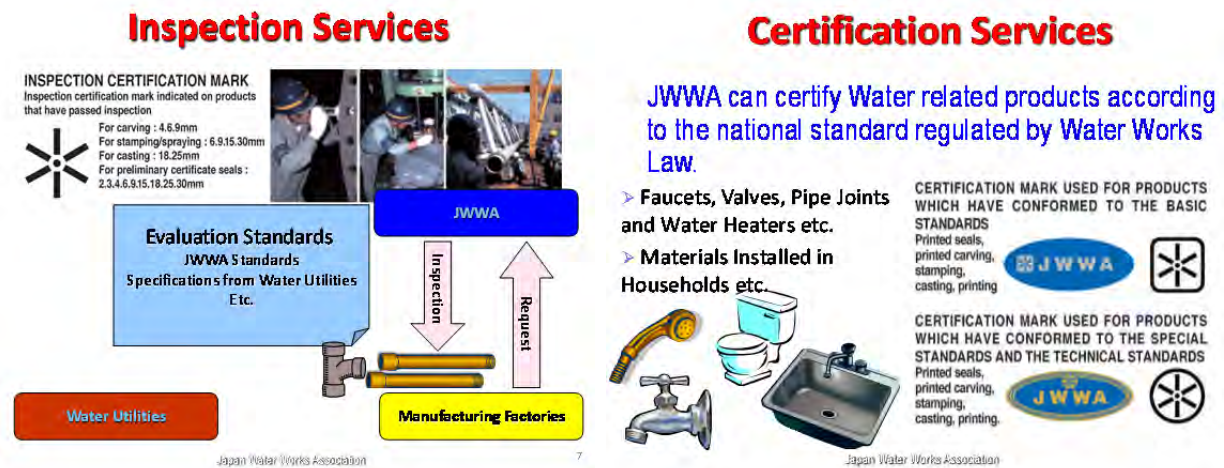 Inspection Services
INSPECTION CERTIFICATION MARK
Inspection certification mark indicated on products
that have passed inspection
For carving : 4.6.9mm
For stamping/spraying : 6.9.15.30mm
For casting : 18.25mm
For preliminary certificate seals :
2.3.4.6.9.15.18.25.30mm
JWWA
Evaluation Standards
JWWA Standards
Specifications from Water Utilities
Etc.
Inspection
Request
Water Utilities
Manufacturing Factories
Japan Water Works Association
7
Certification Services
JWWA can certify Water related products according
to the national standard regulated by Water Works
Law.
➢ Faucets, Valves, Pipe Joints
and Water Heaters etc.
➢ Materials Installed in
Households etc.
CERTIFICATION MARK USED FOR PRODUCTS
WHICH HAVE CONFORMED TO THE BASIC
STANDARDS
Printed seals,
printed carving,
stamping,
casting, printing
JWWA
CERTIFICATION MARK USED FOR PRODUCTS
WHICH HAVE CONFORMED TO THE SPECIAL
STANDARDS AND THE TECHNICAL STANDARDS
Printed seals,
printed carving,
stamping,
casting, printing.
JWWA
Japan Water Works Association